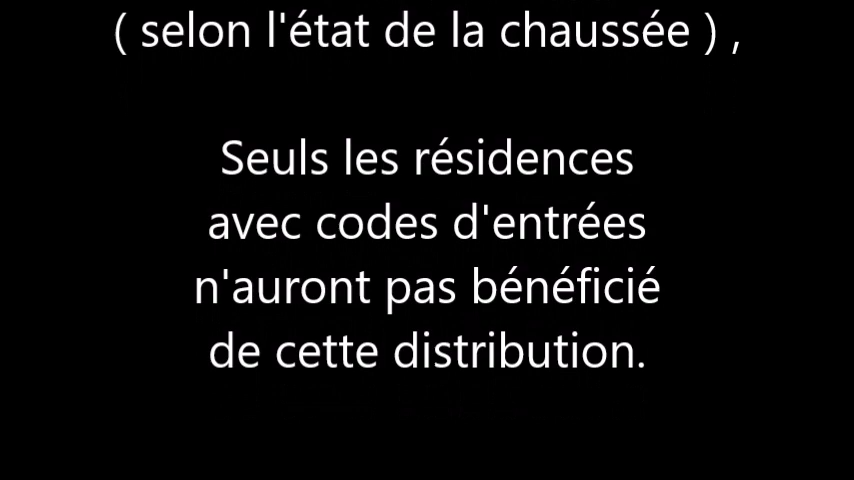 ( selon l'état de la chaussée ) ,
Seuls les résidences
avec codes d'entrées
n'auront pas bénéficié
de cette distribution.